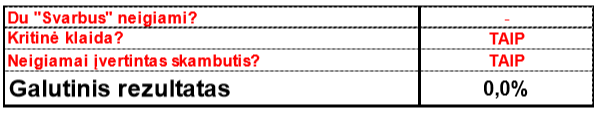 Du "Svarbus" neigiami? -
Kritinė klaida? TAIP
Neigiamai įvertintas skambutis? TAIP
Galutinis rezultatas 0,0%